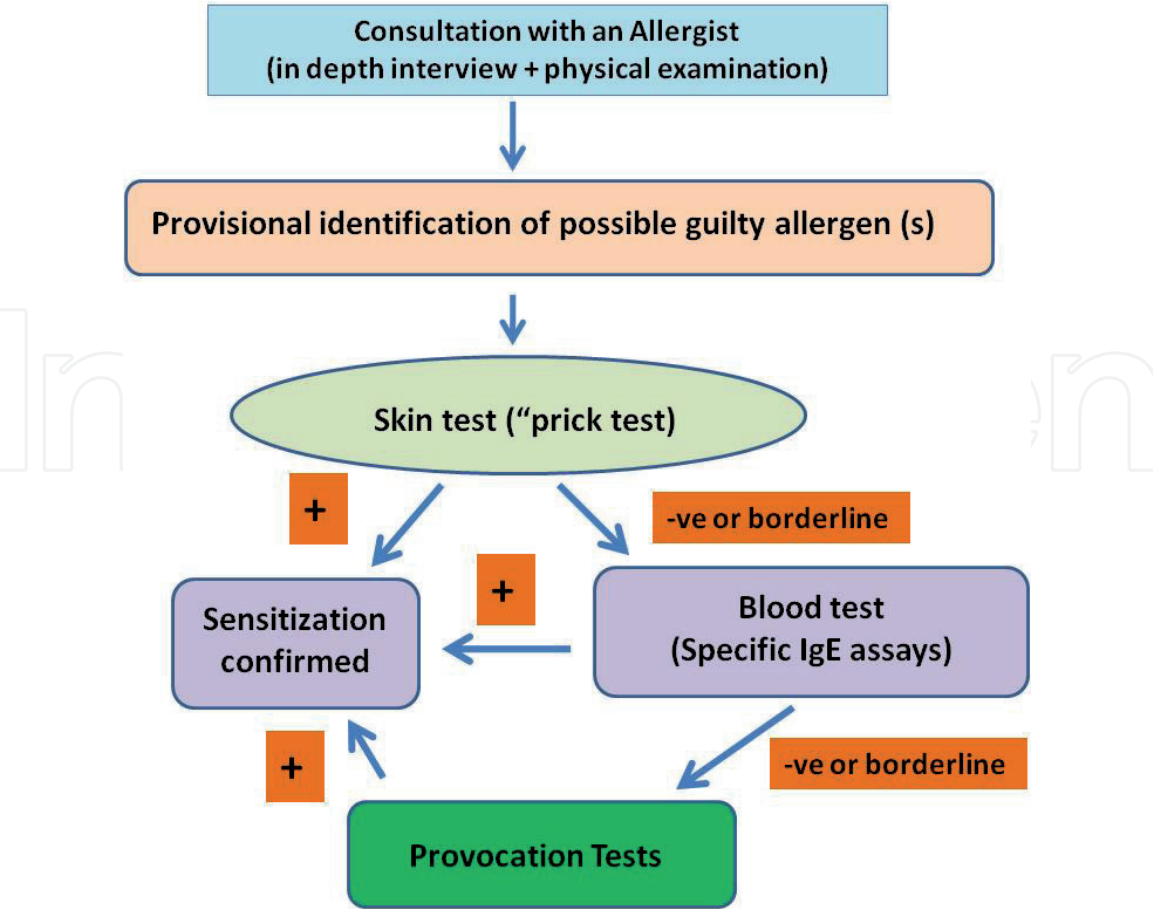 Consultation with an Allergist
(in depth interview + physical examination)
Provisional identification of possible guilty allergen (s)
Skin test (“prick test)
+
-ve or borderline
+
Sensitization
confirmed
Blood test
(Specific IgE assays)
+
-ve or borderline
Provocation Tests